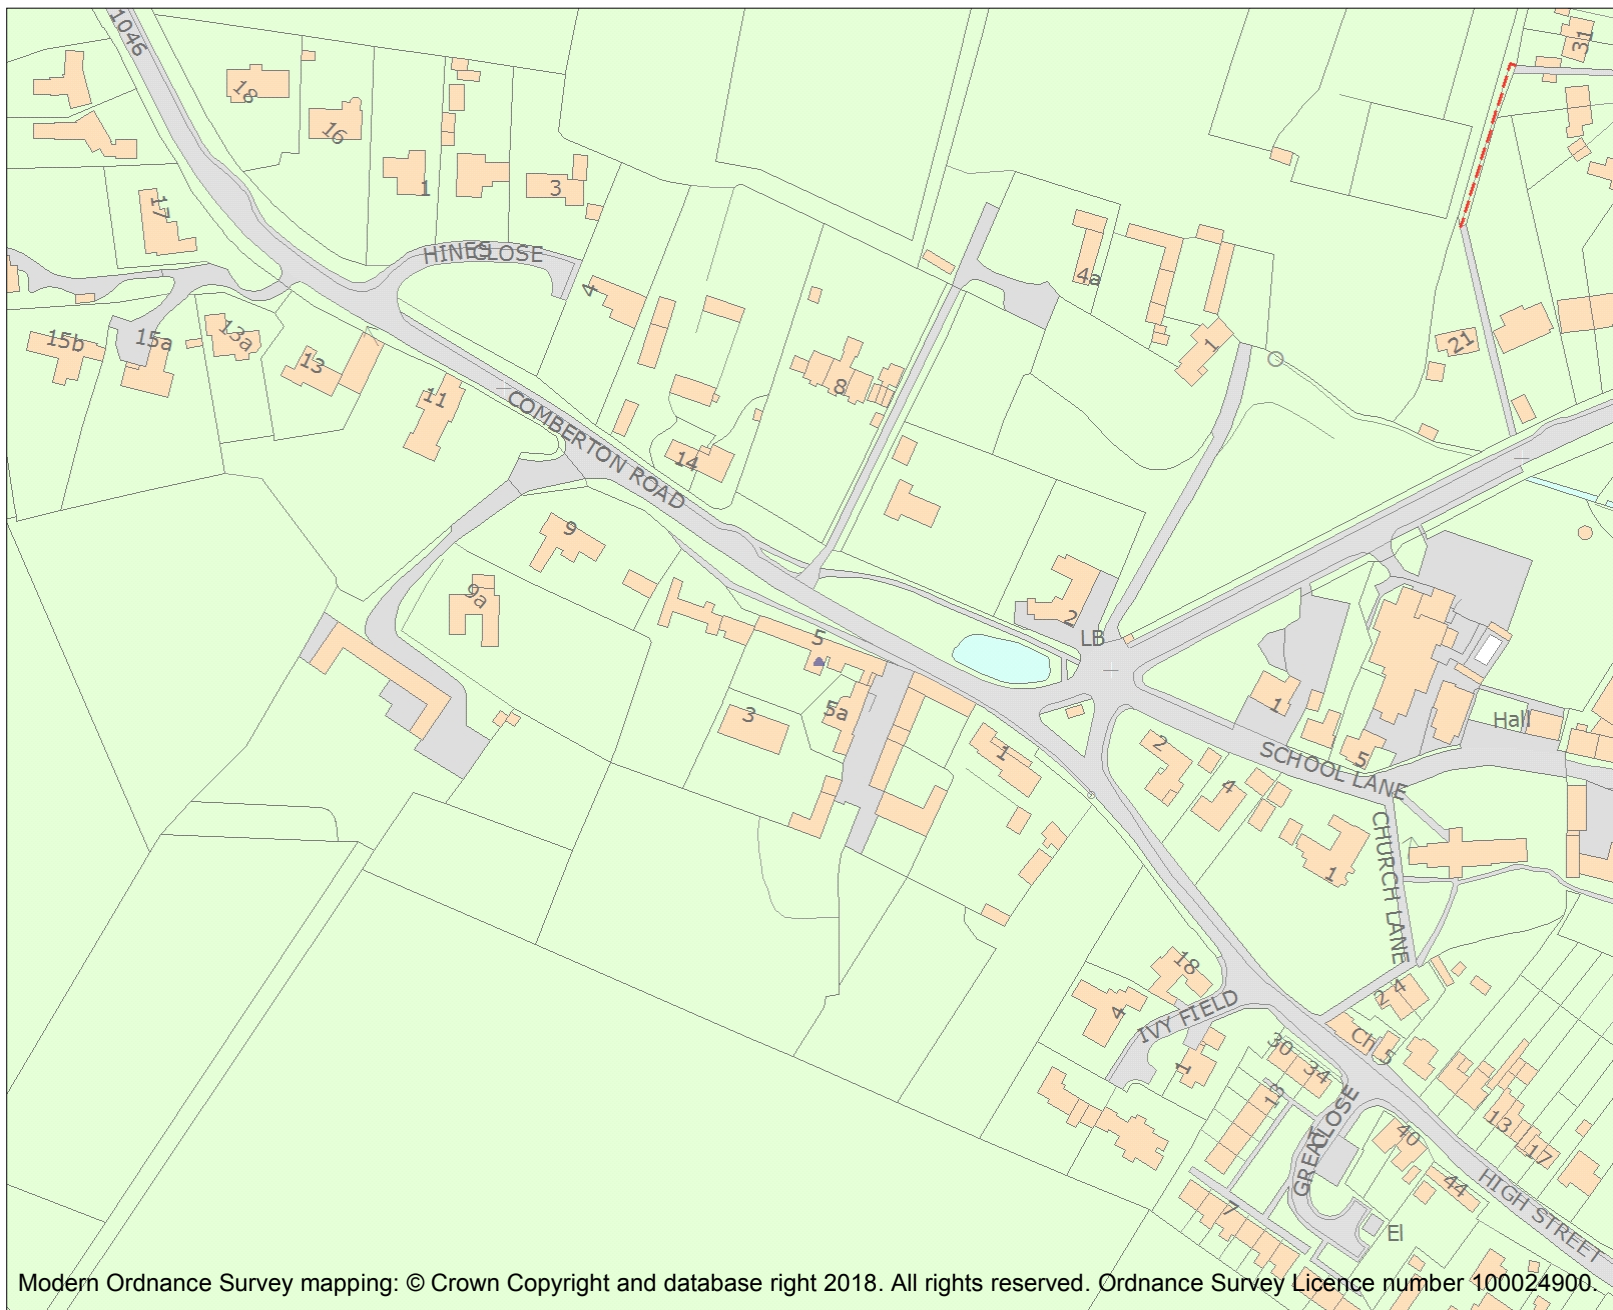 1046
31
18
16
1
3
17
HINES CLOSE
4
4a
15b
15a
13a
13
11
8
1
21
COMBERTON ROAD
14
9
9a
2
LB
5
3
5a
1
1
Hall
2
SCHOOL LANE
5
4
CHURCH LANE
1
18
4
IVY FIELD
1
2
4
30
34
Ch
5
13
GREAT CLOSE
40
13
17
44
HIGH STREET
7
El
Modern Ordnance Survey mapping: © Crown Copyright and database right 2018. All rights reserved. Ordnance Survey Licence number 100024900.